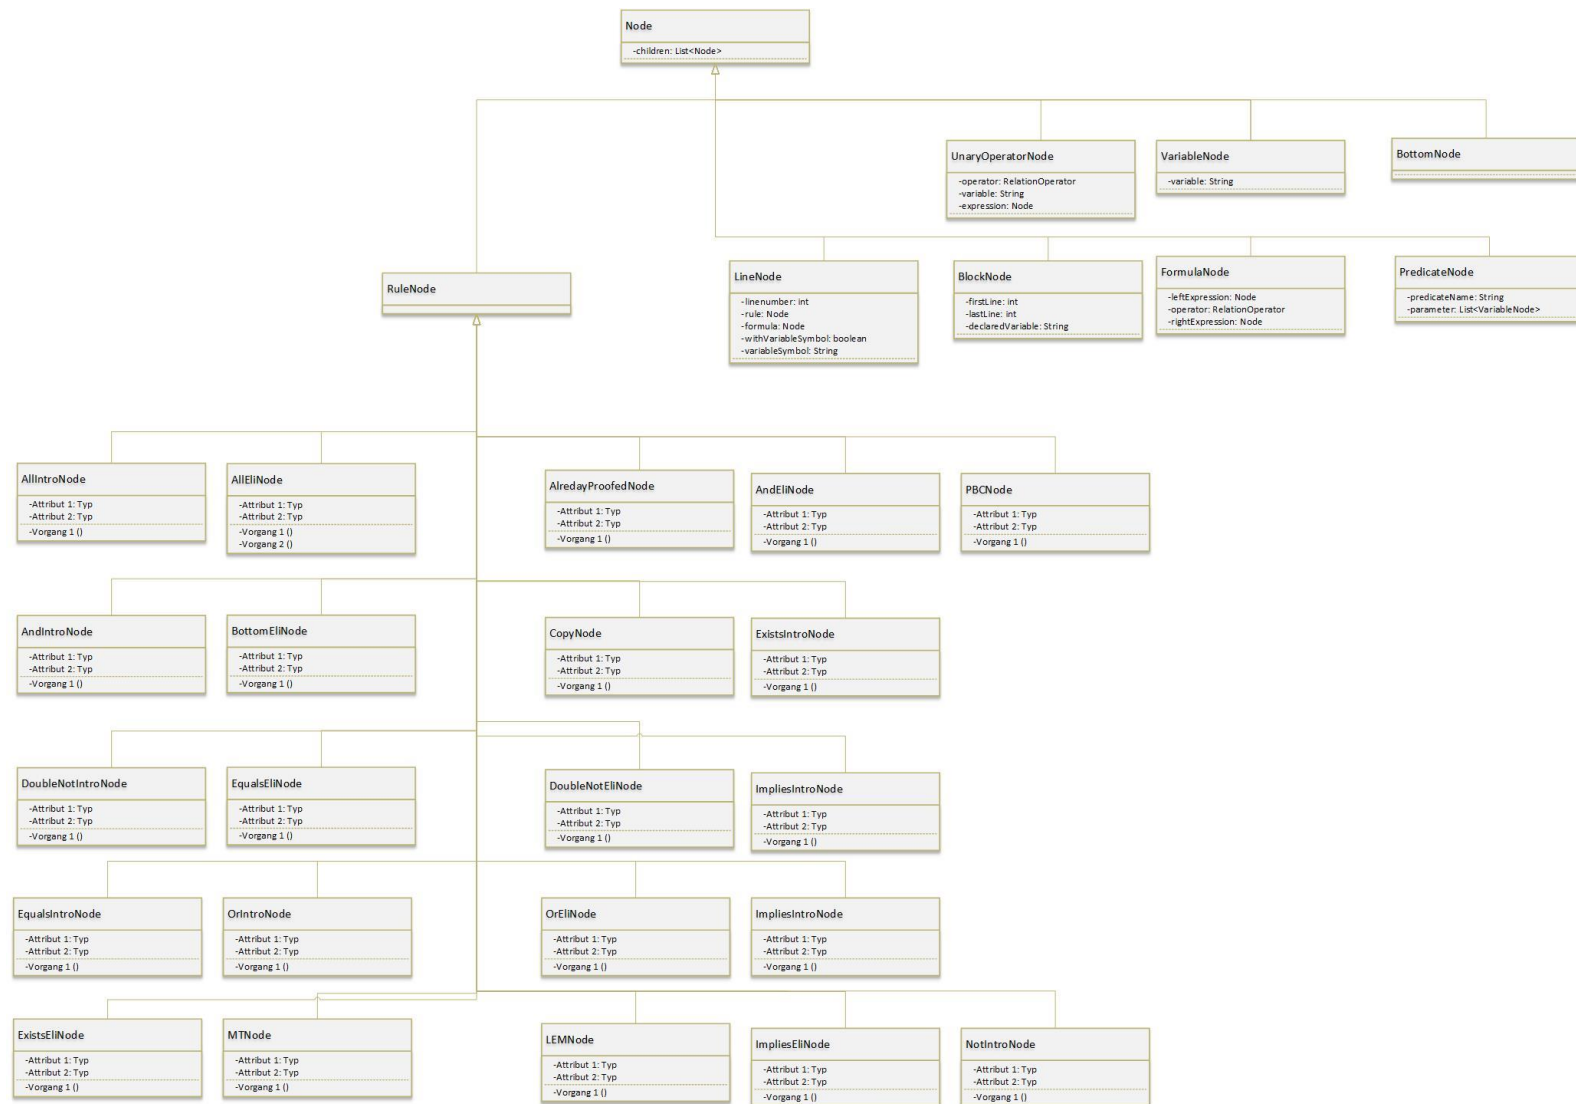 Node
-children: List<Node>
UnaryOperatorNode
-operator: RelationOperator
-variable: String
-expression: Node
VariableNode
-variable: String
BottomNode
RuleNode
LineNode
-linenumber: int
-rule: Node
-formula: Node
-withVariableSymbol: boolean
-variableSymbol: String
BlockNode
-firstLine: int
-lastLine: int
-declaredVariable: String
FormulaNode
-leftExpression: Node
-operator: RelationOperator
-rightExpression: Node
PredicateNode
-predicateName: String
-parameter: List<VariableNode>
AllIntroNode
-Attribut 1: Typ
-Attribut 2: Typ
-Vorgang 1 ()
AllEliNode
-Attribut 1: Typ
-Attribut 2: Typ
-Vorgang 1 ()
-Vorgang 2 ()
AlredayProofedNode
-Attribut 1: Typ
-Attribut 2: Typ
-Vorgang 1 ()
AndEliNode
-Attribut 1: Typ
-Attribut 2: Typ
-Vorgang 1 ()
PBCNode
-Attribut 1: Typ
-Attribut 2: Typ
-Vorgang 1 ()
AndIntroNode
-Attribut 1: Typ
-Attribut 2: Typ
-Vorgang 1 ()
BottomEliNode
-Attribut 1: Typ
-Attribut 2: Typ
-Vorgang 1 ()
CopyNode
-Attribut 1: Typ
-Attribut 2: Typ
-Vorgang 1 ()
ExistsIntroNode
-Attribut 1: Typ
-Attribut 2: Typ
-Vorgang 1 ()
DoubleNotIntroNode
-Attribut 1: Typ
-Attribut 2: Typ
-Vorgang 1 ()
EqualsEliNode
-Attribut 1: Typ
-Attribut 2: Typ
-Vorgang 1 ()
DoubleNotEliNode
-Attribut 1: Typ
-Attribut 2: Typ
-Vorgang 1 ()
ImpliesIntroNode
-Attribut 1: Typ
-Attribut 2: Typ
-Vorgang 1 ()
EqualsIntroNode
-Attribut 1: Typ
-Attribut 2: Typ
-Vorgang 1 ()
OrIntroNode
-Attribut 1: Typ
-Attribut 2: Typ
-Vorgang 1 ()
OrEliNode
-Attribut 1: Typ
-Attribut 2: Typ
-Vorgang 1 ()
ImpliesIntroNode
-Attribut 1: Typ
-Attribut 2: Typ
-Vorgang 1 ()
ExistsEliNode
-Attribut 1: Typ
-Attribut 2: Typ
-Vorgang 1 ()
MTNode
-Attribut 1: Typ
-Attribut 2: Typ
-Vorgang 1 ()
LEMNode
-Attribut 1: Typ
-Attribut 2: Typ
-Vorgang 1 ()
ImpliesEliNode
-Attribut 1: Typ
-Attribut 2: Typ
-Vorgang 1 ()
NotIntroNode
-Attribut 1: Typ
-Attribut 2: Typ
-Vorgang 1 ()